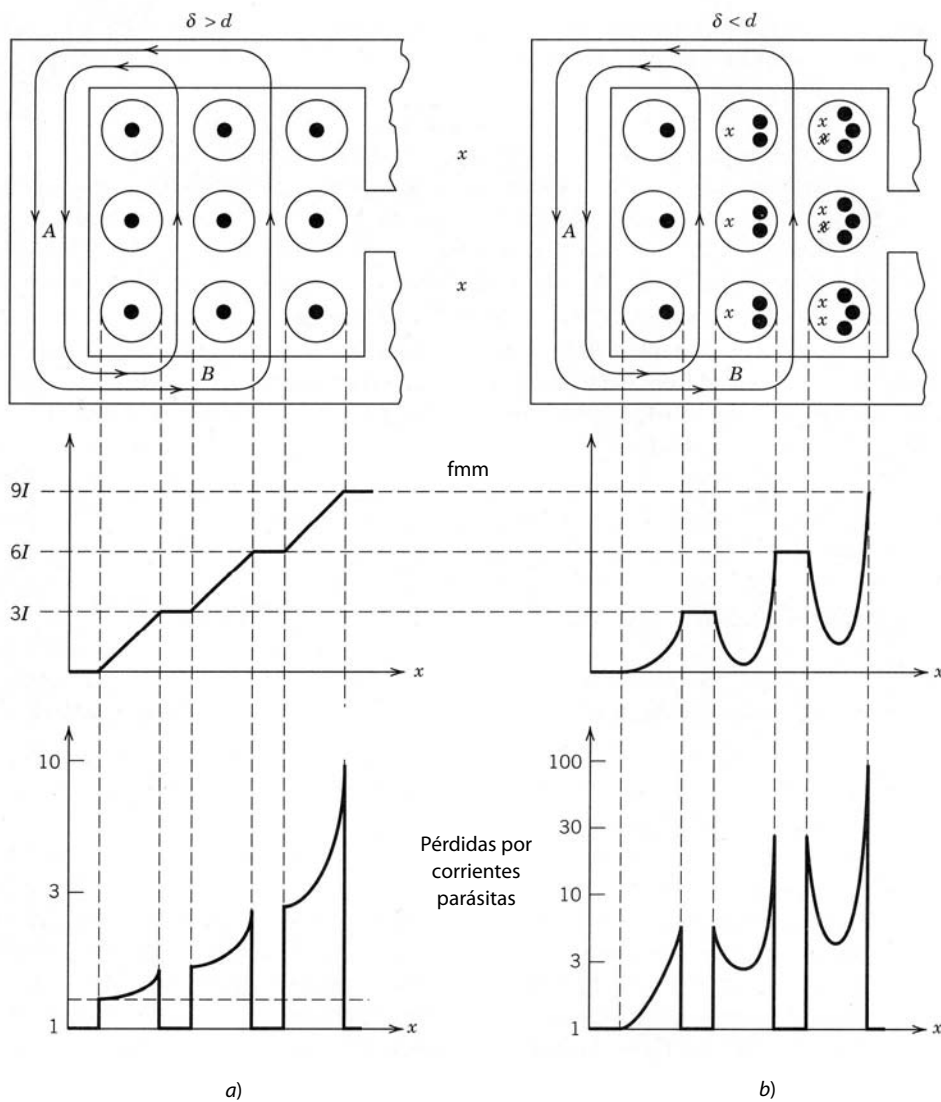 δ > d
δ < d
x x x
x x x x
A
x x x
A x x x x
x
x x x
B
B x x
fmm
9I
6I
3I
x
x
10
3
1
x
Pérdidas por
corrientes
parásitas
100
30
10
3
1
x
a)
b)